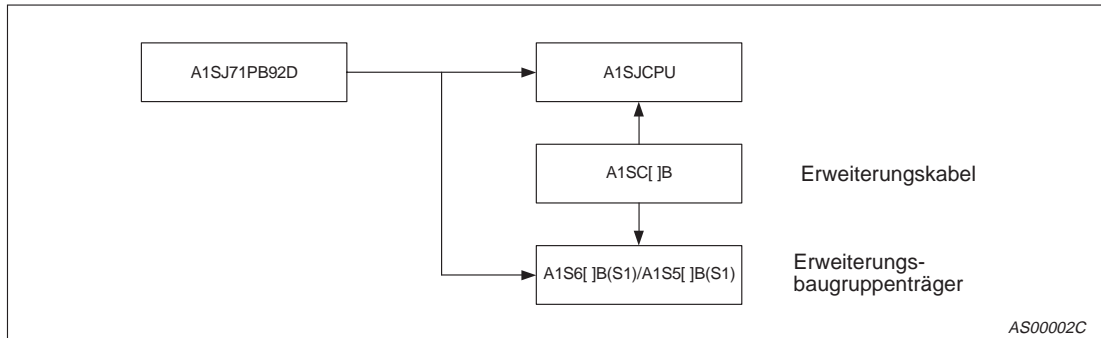 A1SJ71PB92D
A1SJCPU
A1SC[ ]B
Erweiterungskabel
A1S6[ ]B(S1)/A1S5[ ]B(S1)
Erweiterungs-
baugruppenträger
AS00002C